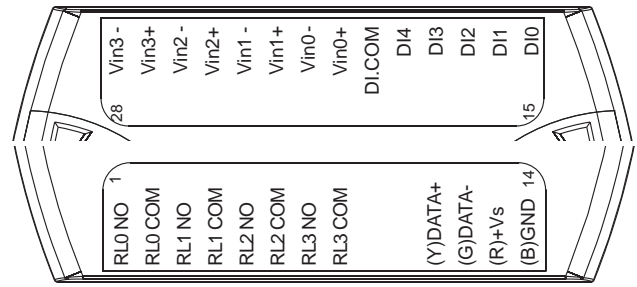 Vin3 -
Vin3+
Vin2 -
Vin2+
Vin1 -
Vin1+
Vin0 -
Vin0+
DI.COM
DI4
DI3
DI2
DI1
DI0
28
15
1
14
RL0 NO
RL0 COM
RL1 NO
RL1 COM
RL2 NO
RL2 COM
RL3 NO
RL3 COM
(Y)DATA+
(G)DATA-
(R)+Vs
(B)GND